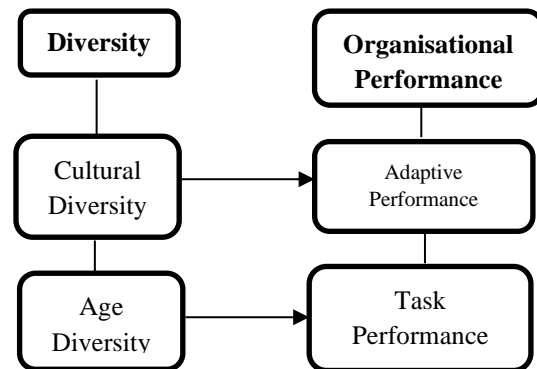 Diversity
Organisational
Performance
Cultural
Diversity
Adaptive
Performance
Age
Diversity
Task
Performance